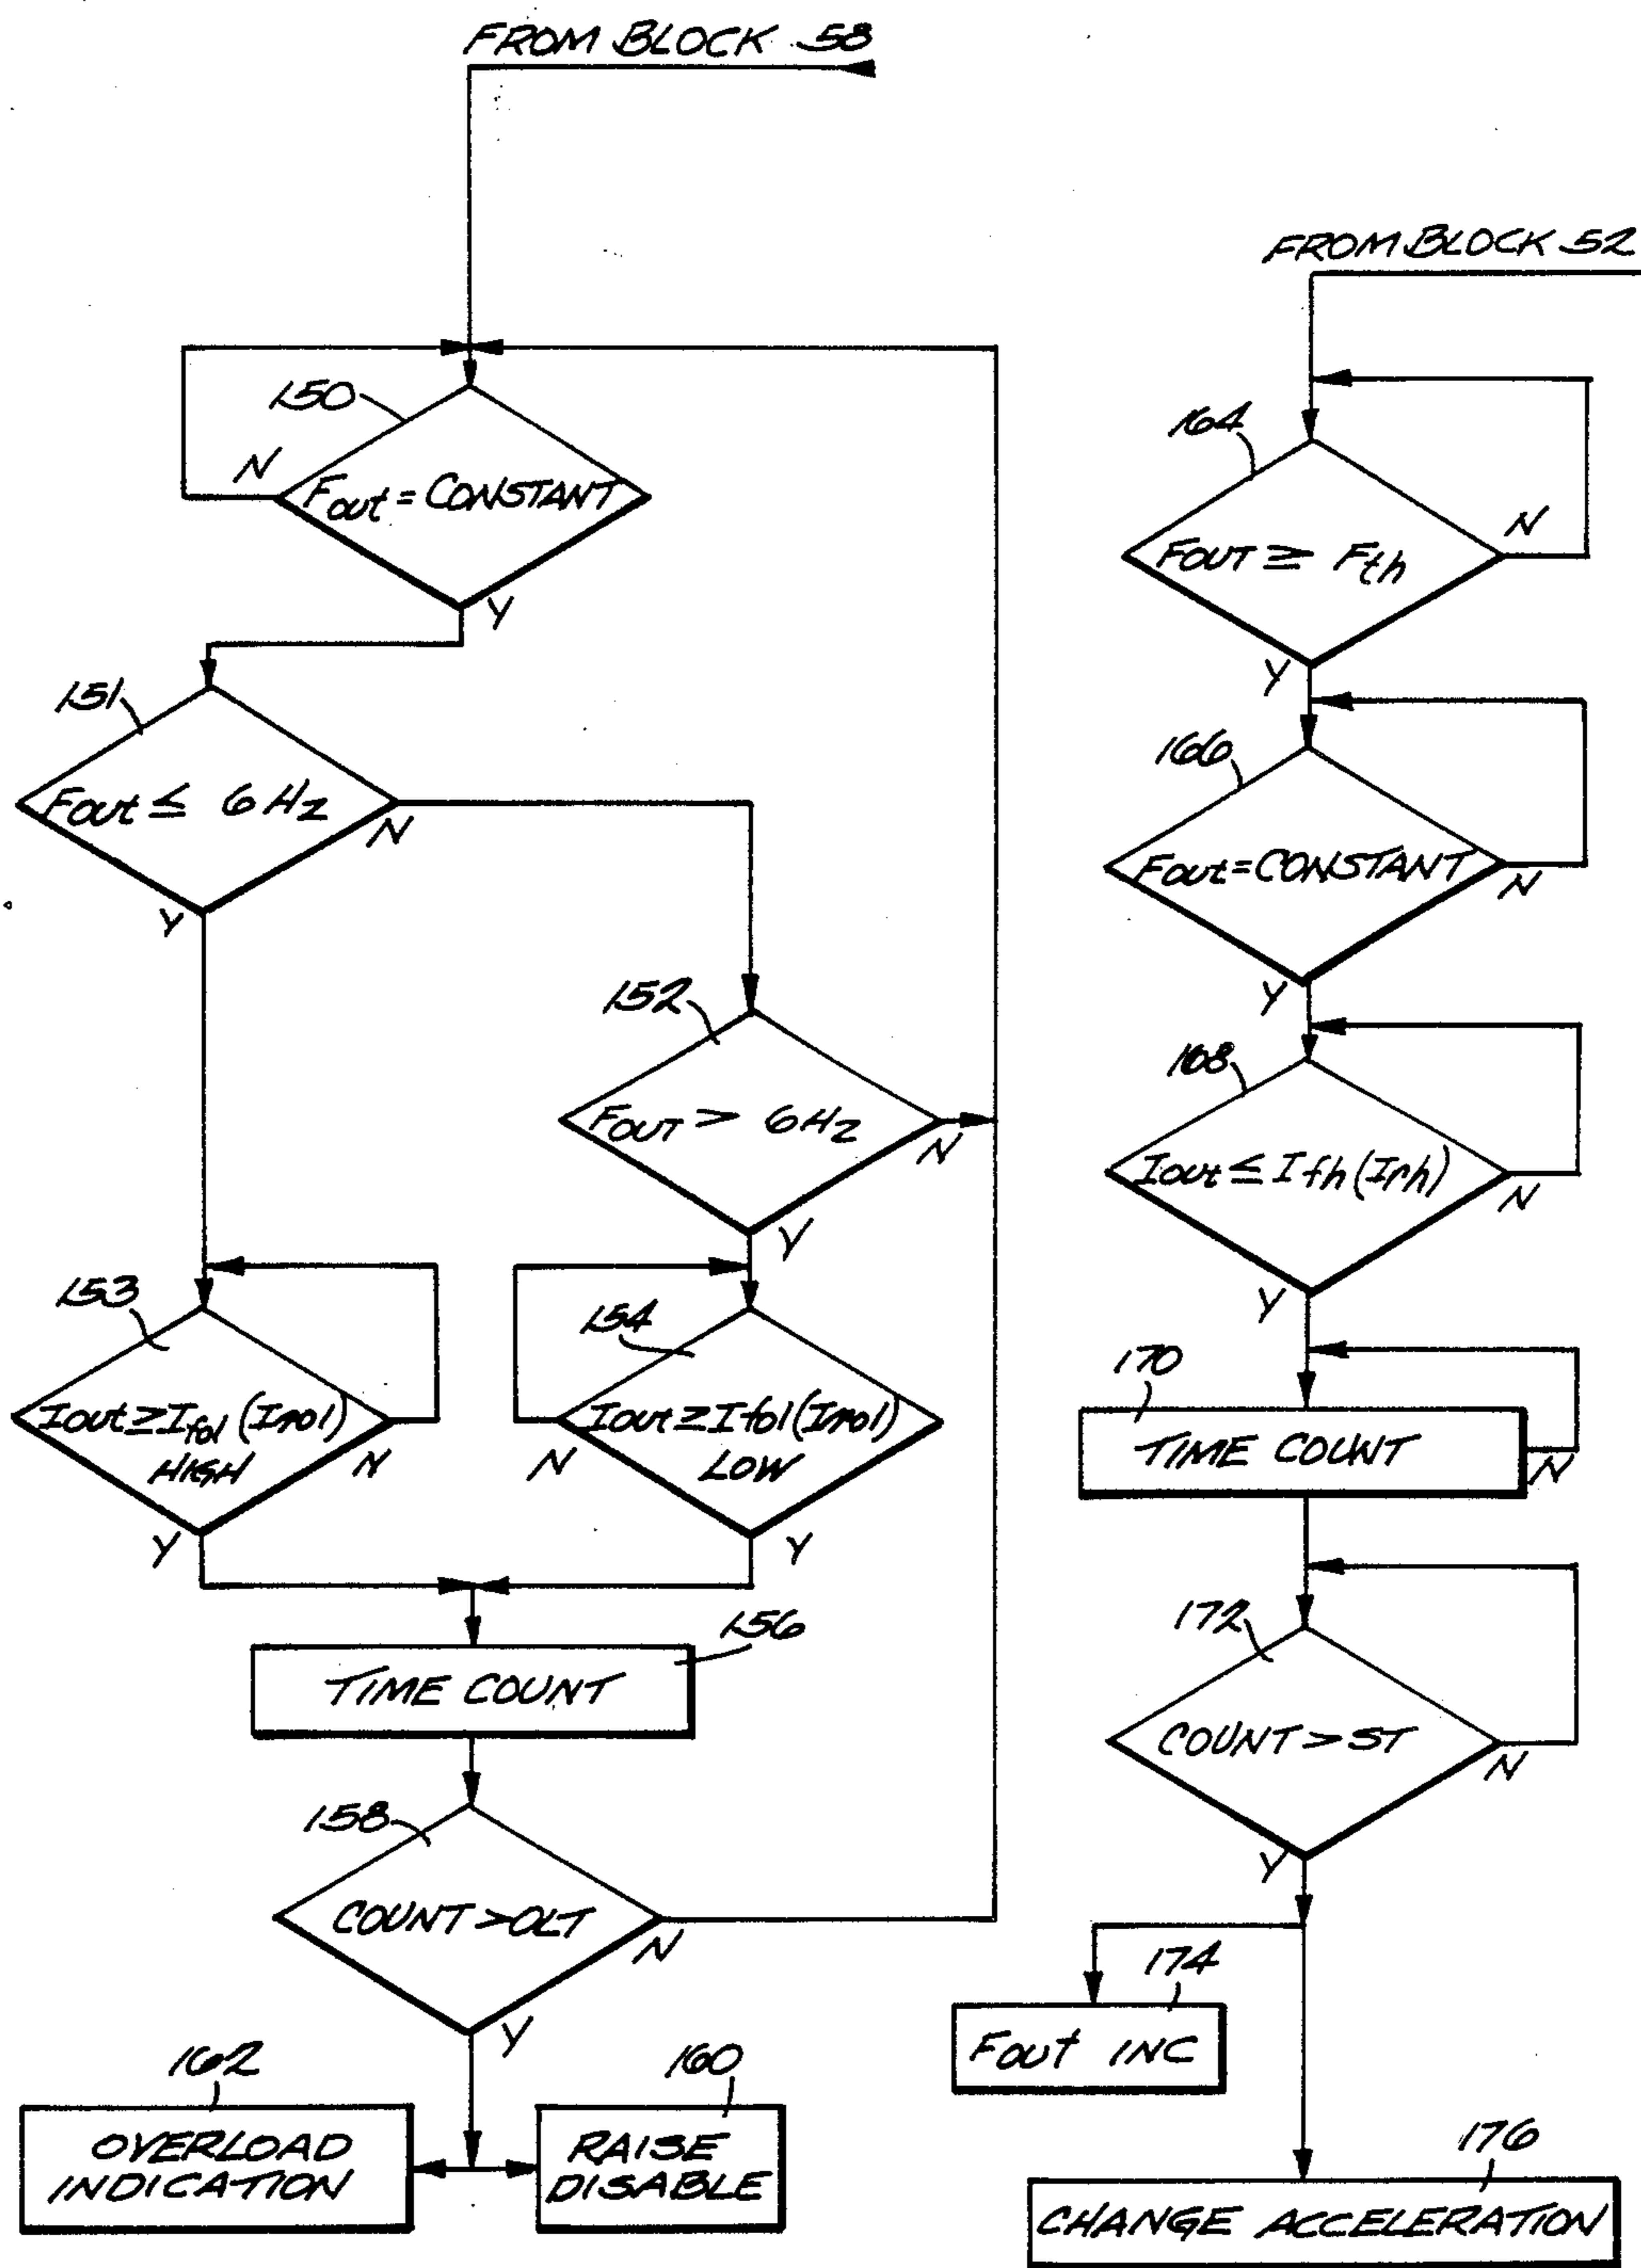 FROM BLOCK 58
150
N
Fout = CONSTANT
Y
151
Fout ≤ 6 Hz
N
Y
152
FOUT > 6 Hz
N
Y
153
Iout ≥ Ifol (Irol)
HIGH
N
Y
154
Iout ≥ Ifol (Irol)
LOW
N
Y
156
TIME COUNT
158
COUNT > OLT
N
Y
162
OVERLOAD
INDICATION
160
RAISE
DISABLE
FROM BLOCK 52
164
FOUT ≥ Fth
N
Y
166
Fout = CONSTANT
N
Y
168
Iout ≤ Ifh (Irh)
N
Y
170
TIME COUNT
N
172
COUNT > ST
N
Y
174
Fout INC
176
CHANGE ACCELERATION